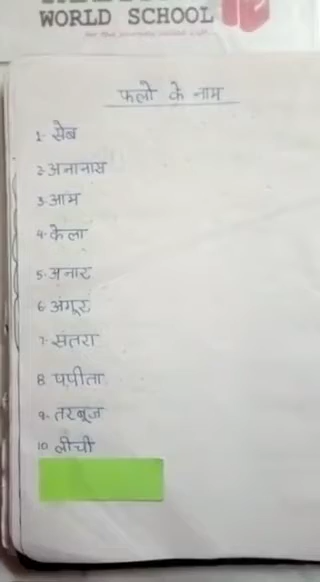 WORLD SCHOOL
फलो के नाम
1. सेब
2. अनानास
3. आम
4. केला
5. अनार
6. अंगूर
7. संतरा
8. पपीता
9. तरबूज
10. लीची